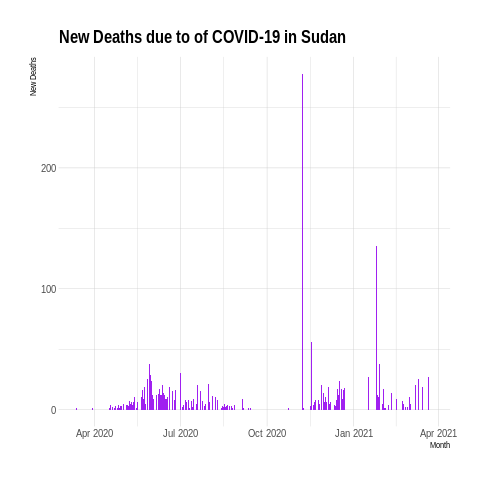 New Deaths due to of COVID-19 in Sudan
New Deaths
200
100
0
Apr 2020 Jul 2020 Oct 2020 Jan 2021 Apr 2021
Month